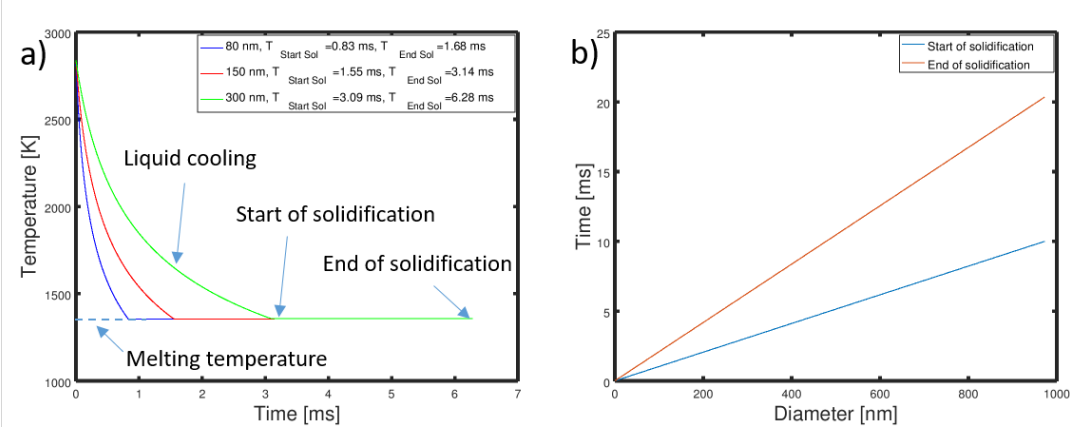 a)
3000
2500
2000
1500
1000
Temperature [K]
80 nm, T Start Sol =0.83 ms, T End Sol =1.68 ms
150 nm, T Start Sol =1.55 ms, T End Sol =3.14 ms
300 nm, T Start Sol =3.09 ms, T End Sol =6.28 ms
Liquid cooling
Start of solidification
End of solidification
Melting temperature
0 1 2 3 4 5 6 7
Time [ms]
b)
25
20
15
10
5
0
Time [ms]
Start of solidification
End of solidification
0 200 400 600 800 1000
Diameter [nm]